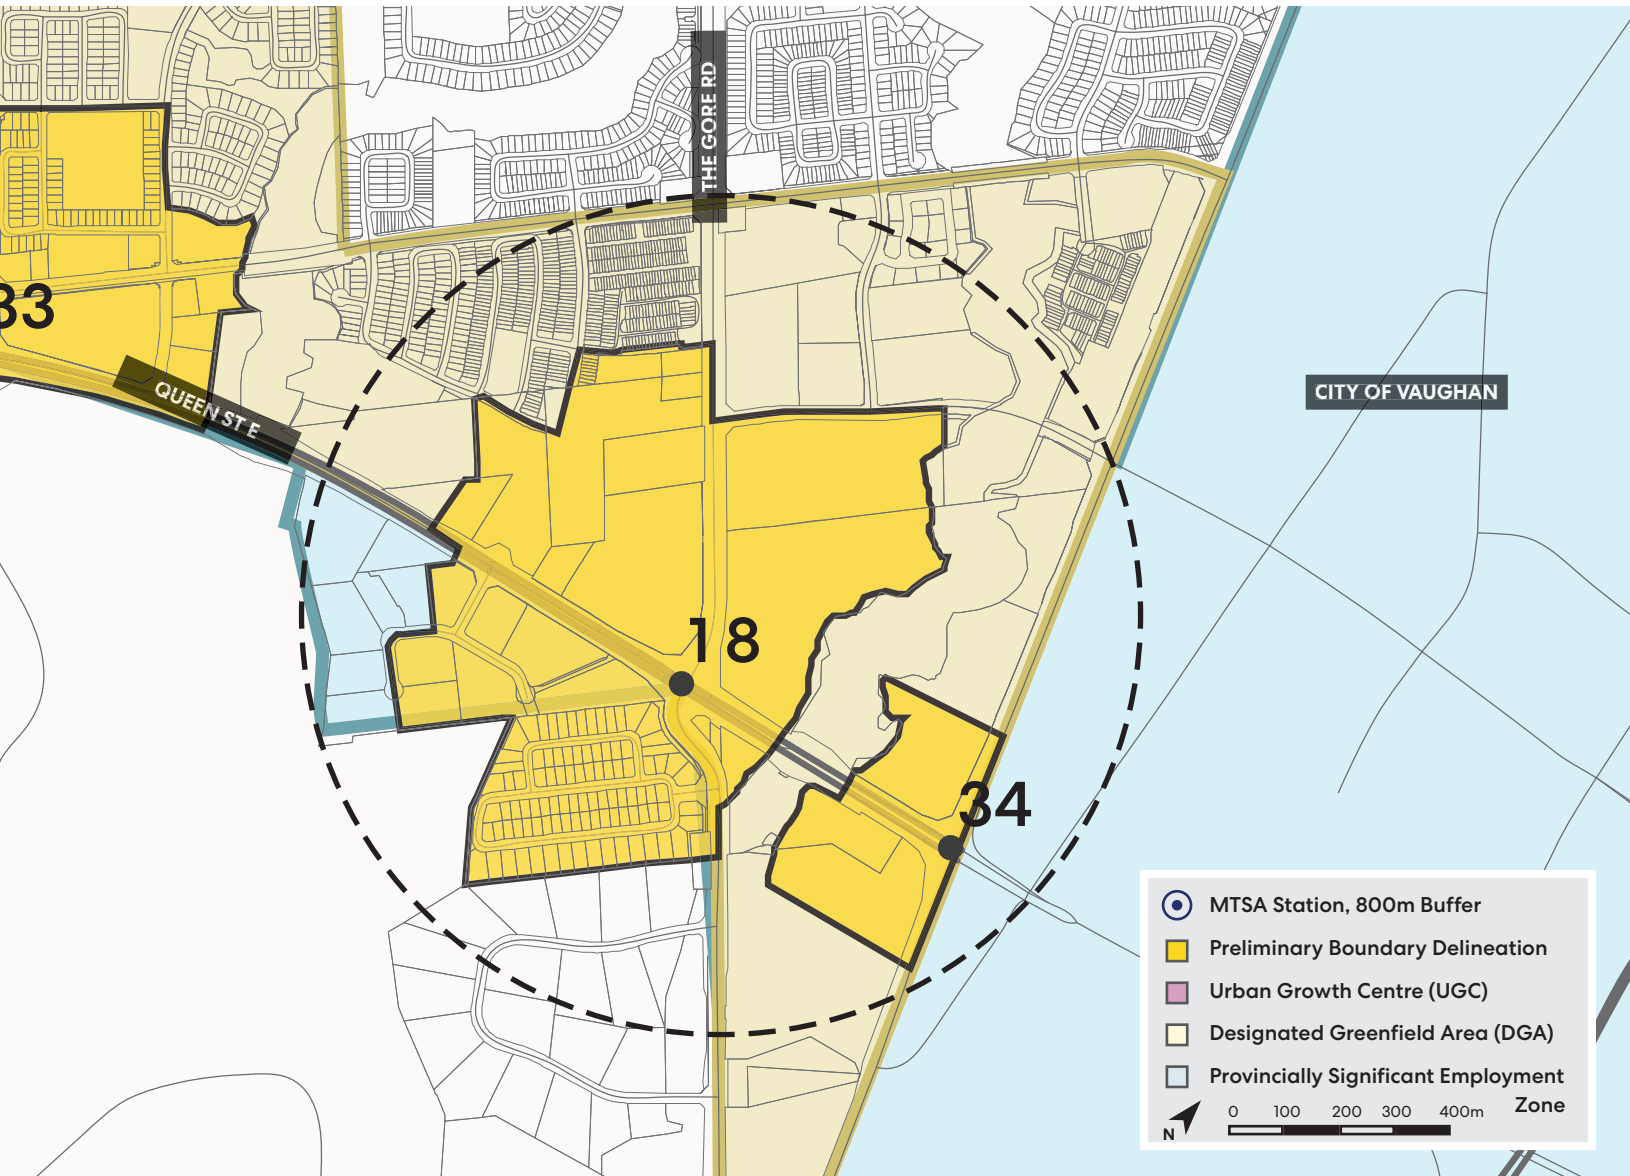 THE GORE RD
33
QUEEN ST E
CITY OF VAUGHAN
18
34
MTSA Station, 800m Buffer
Preliminary Boundary Delineation
Urban Growth Centre (UGC)
Designated Greenfield Area (DGA)
Provincially Significant Employment
Zone
N
0 100 200 300 400m